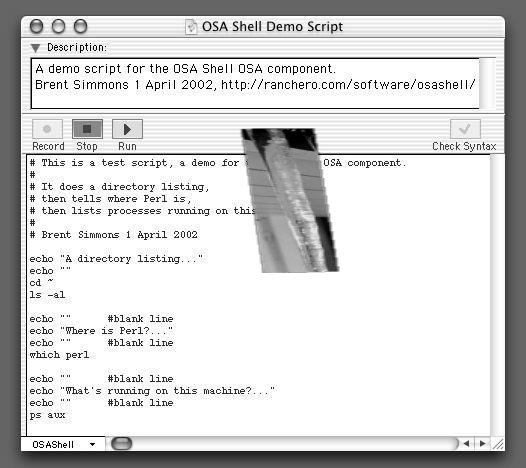 OSA Shell Demo Script
Description:
A demo script for the OSA Shell OSA component.
Brent Simmons 1 April 2002, http://ranchero.com/software/osashell/
Record Stop Run Check Syntax
# This is a test script, a demo for OSA component.
#
# It does a directory listing,
# then tells where Perl is,
# then lists processes running on this
#
# Brent Simmons 1 April 2002
echo "A directory listing..."
echo ""
cd ~
ls -al
echo "" #blank line
echo "Where is Perl?..."
echo "" #blank line
which perl
echo "" #blank line
echo "What's running on this machine?..."
echo "" #blank line
ps aux
OSAShell